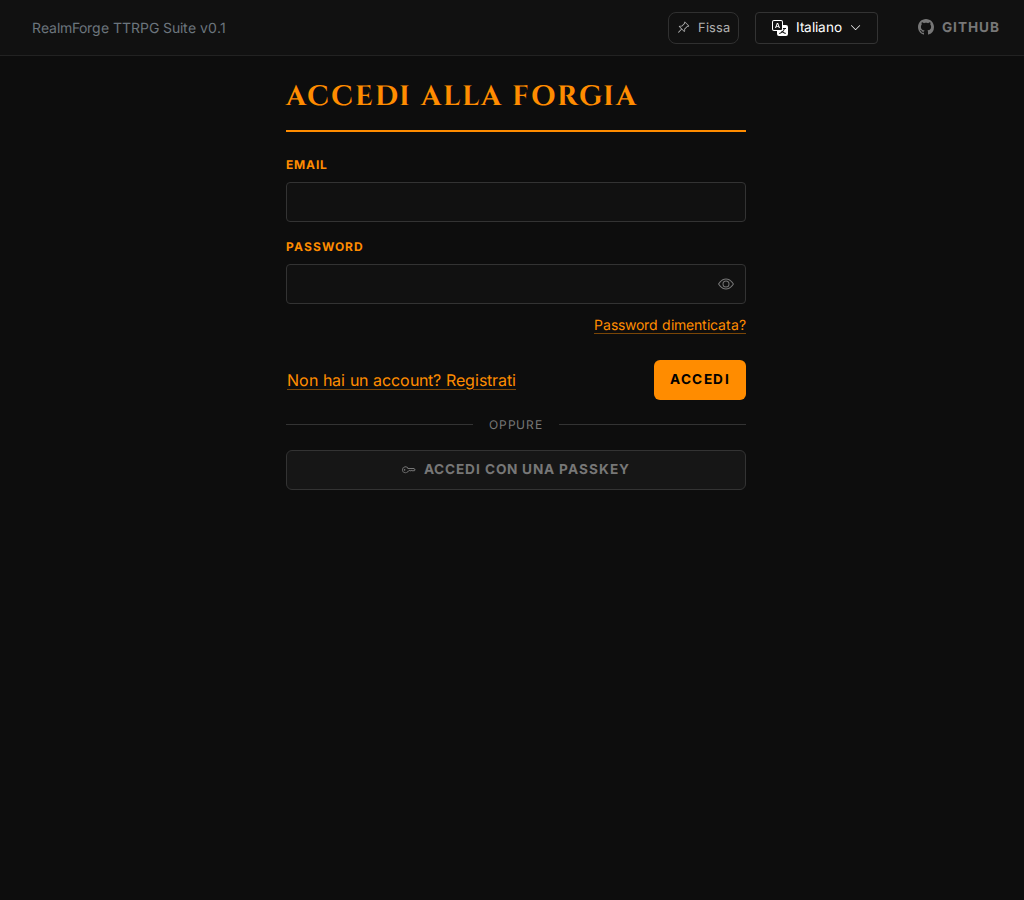 RealmForge TTRPG Suite v0.1
Fissa
Italiano
GITHUB
ACCEDI ALLA FORGIA
EMAIL
PASSWORD
Password dimenticata?
Non hai un account? Registrati
ACCEDI
OPPURE
ACCEDI CON UNA PASSKEY